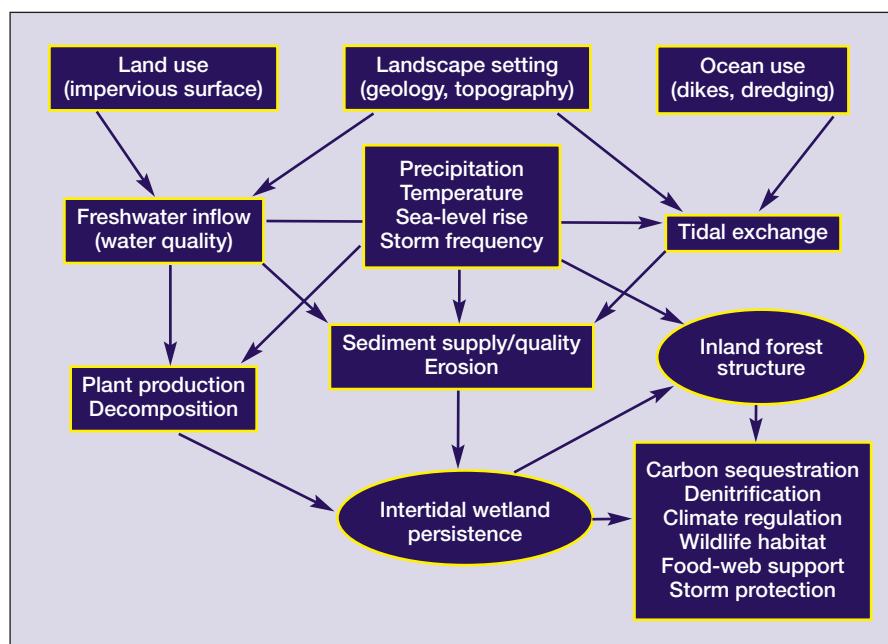 Land use
(impervious surface)
Landscape setting
(geology, topography)
Ocean use
(dikes, dredging)
Precipitation
Temperature
Sea-level rise
Storm frequency
Freshwater inflow
(water quality)
Tidal exchange
Sediment supply/quality
Erosion
Inland forest
structure
Plant production
Decomposition
Intertidal wetland
persistence
Carbon sequestration
Denitrification
Climate regulation
Wildlife habitat
Food-web support
Storm protection